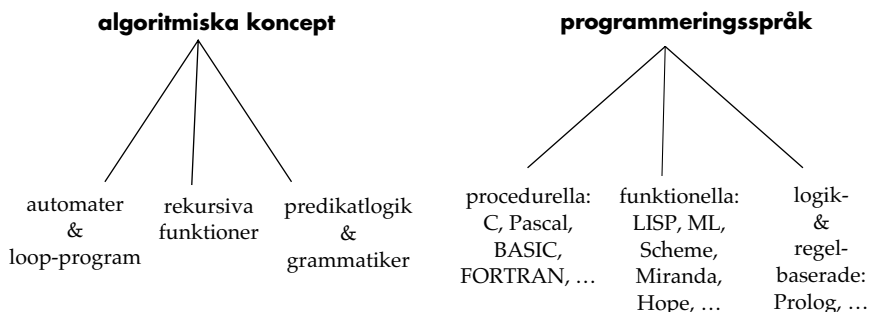 algoritmiska koncept
automater
&
loop-program
rekursiva
funktioner
predikatlogik
&
grammatiker
programmeringsspråk
procedurella:
C, Pascal,
BASIC,
FORTRAN, …
funktionella:
LISP, ML,
Scheme,
Miranda,
Hope, …
logik-
&
regel-
baserade:
Prolog, …